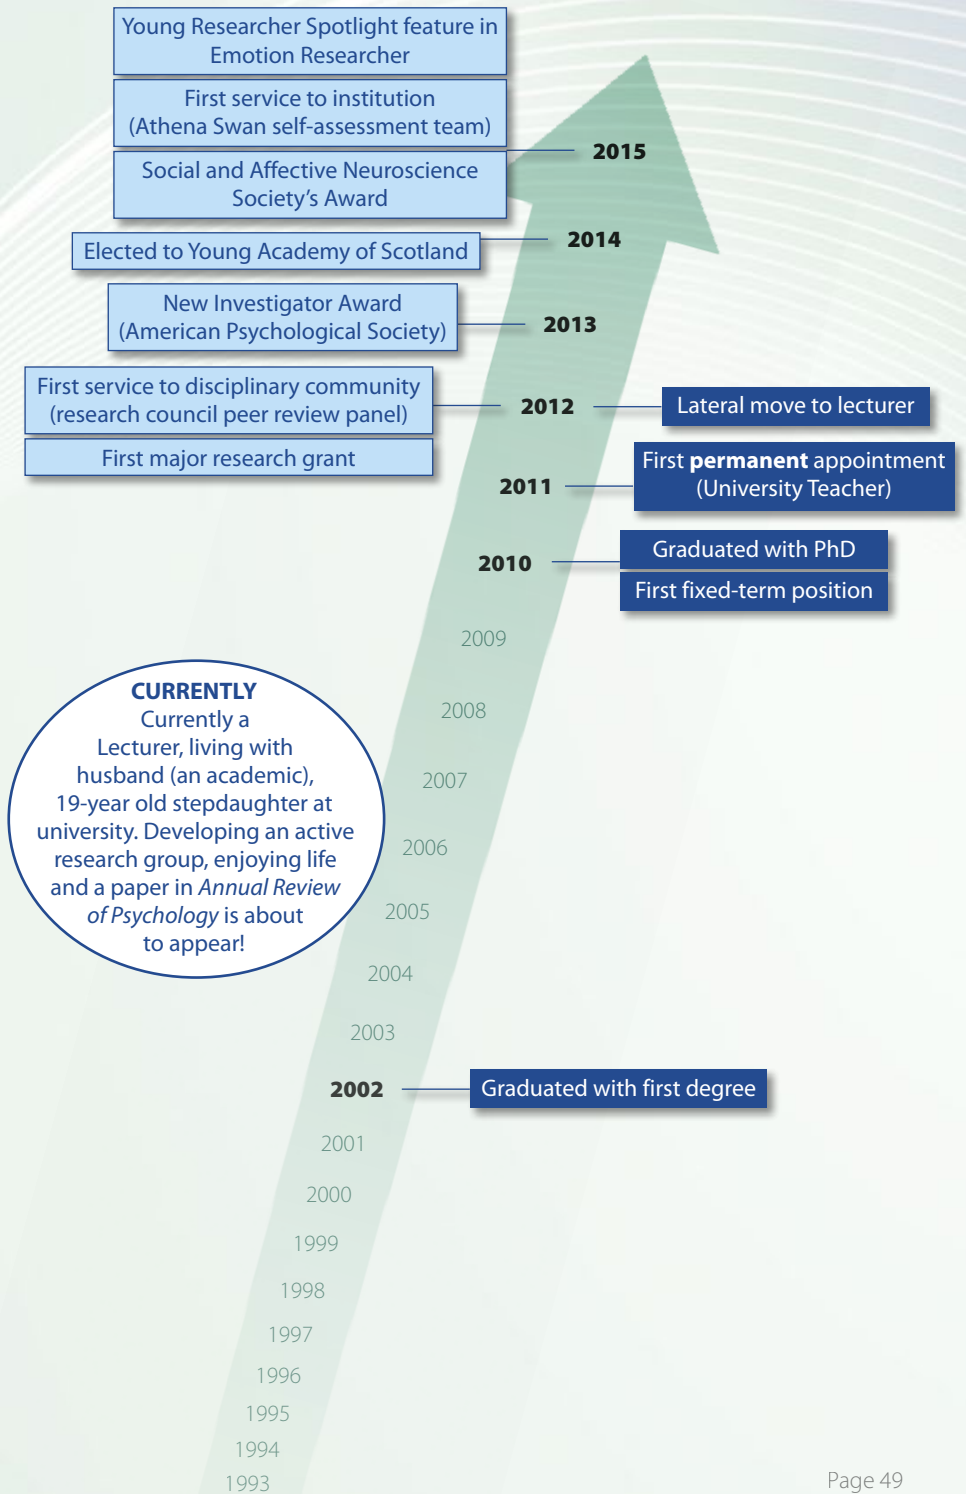 Young Researcher Spotlight feature in
Emotion Researcher
First service to institution
(Athena Swan self-assessment team)
Social and Affective Neuroscience
Society’s Award
2015
Elected to Young Academy of Scotland
2014
New Investigator Award
(American Psychological Society)
2013
First service to disciplinary community
(research council peer review panel)
First major research grant
2012
Lateral move to lecturer
2011
First permanent appointment
(University Teacher)
2010
Graduated with PhD
First fixed-term position
2009
2008
2007
2006
2005
2004
2003
CURRENTLY
Currently a
Lecturer, living with
husband (an academic),
19-year old stepdaughter at
university. Developing an active
research group, enjoying life
and a paper in Annual Review
of Psychology is about
to appear!
2002
Graduated with first degree
2001
2000
1999
1998
1997
1996
1995
1994
1993
Page 49